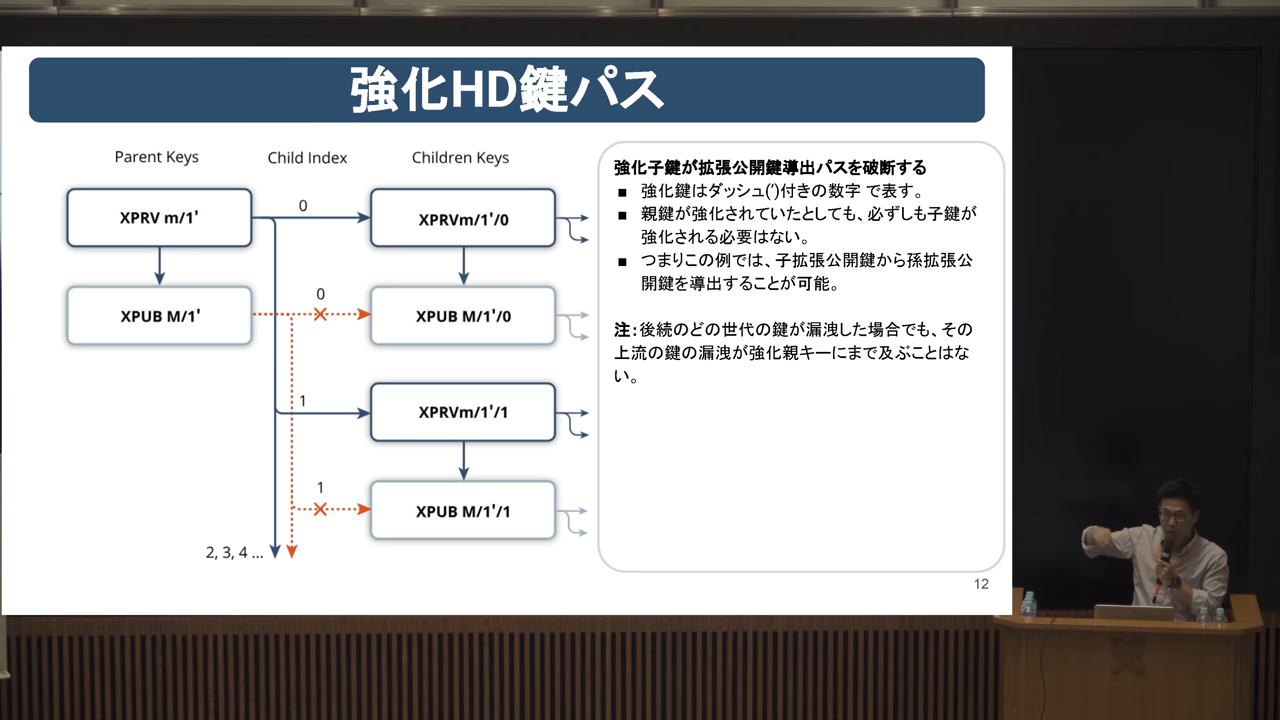 強化HD鍵パス
Parent Keys
Child Index
Children Keys
XPRV m/1'
0
XPRVm/1'/0
XPUB M/1'
0
XPUB M/1'/0
1
XPRVm/1'/1
1
XPUB M/1'/1
2, 3, 4 ...
強化子鍵が拡張公開鍵導出パスを破断する
■ 強化鍵はダッシュ(’)付きの数字 で表す。
■ 親鍵が強化されていたとしても、必ずしも子鍵が
強化される必要はない。
■ つまりこの例では、子拡張公開鍵から孫拡張公
開鍵を導出することが可能。
注：後続のどの世代の鍵が漏洩した場合でも、その
上流の鍵の漏洩が強化親キーにまで及ぶことはな
い。
12